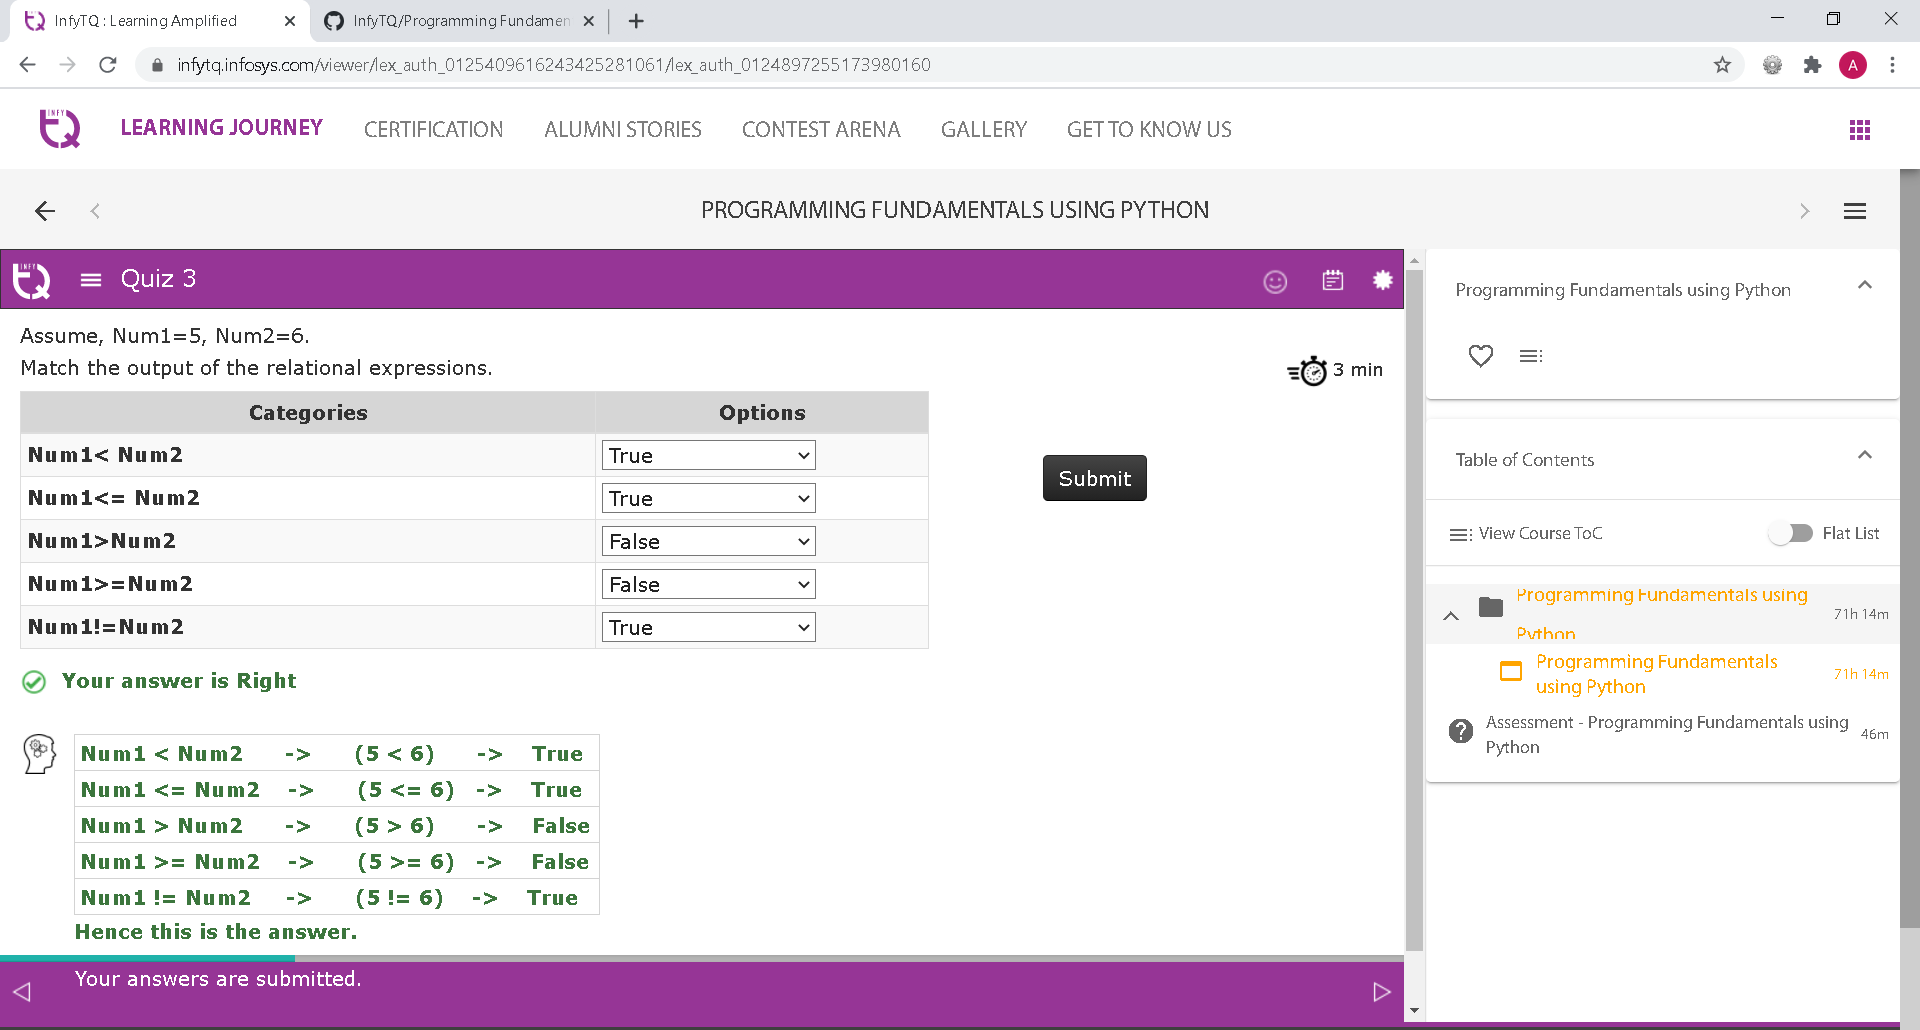 InfyTQ : Learning Amplified
InfyTQ/Programming Fundamen
infytq.infosys.com/viewer/lex_auth_0125409616243425281061/lex_auth_0124897255173980160
A
INFY
TQ
LEARNING JOURNEY
CERTIFICATION
ALUMNI STORIES
CONTEST ARENA
GALLERY
GET TO KNOW US
PROGRAMMING FUNDAMENTALS USING PYTHON
INFY
TQ
Quiz 3
Assume, Num1=5, Num2=6.
Match the output of the relational expressions.
3 min
Categories Options
Num1< Num2 True
Num1<= Num2 True
Num1>Num2 False
Num1>=Num2 False
Num1!=Num2 True
Submit
Your answer is Right
Num1 < Num2 -> (5 < 6) -> True
Num1 <= Num2 -> (5 <= 6) -> True
Num1 > Num2 -> (5 > 6) -> False
Num1 >= Num2 -> (5 >= 6) -> False
Num1 != Num2 -> (5 != 6) -> True
Hence this is the answer.
Your answers are submitted.
Programming Fundamentals using Python
Table of Contents
View Course ToC
Flat List
Programming Fundamentals using
Python
71h 14m
Programming Fundamentals
using Python
71h 14m
Assessment - Programming Fundamentals using
Python
46m